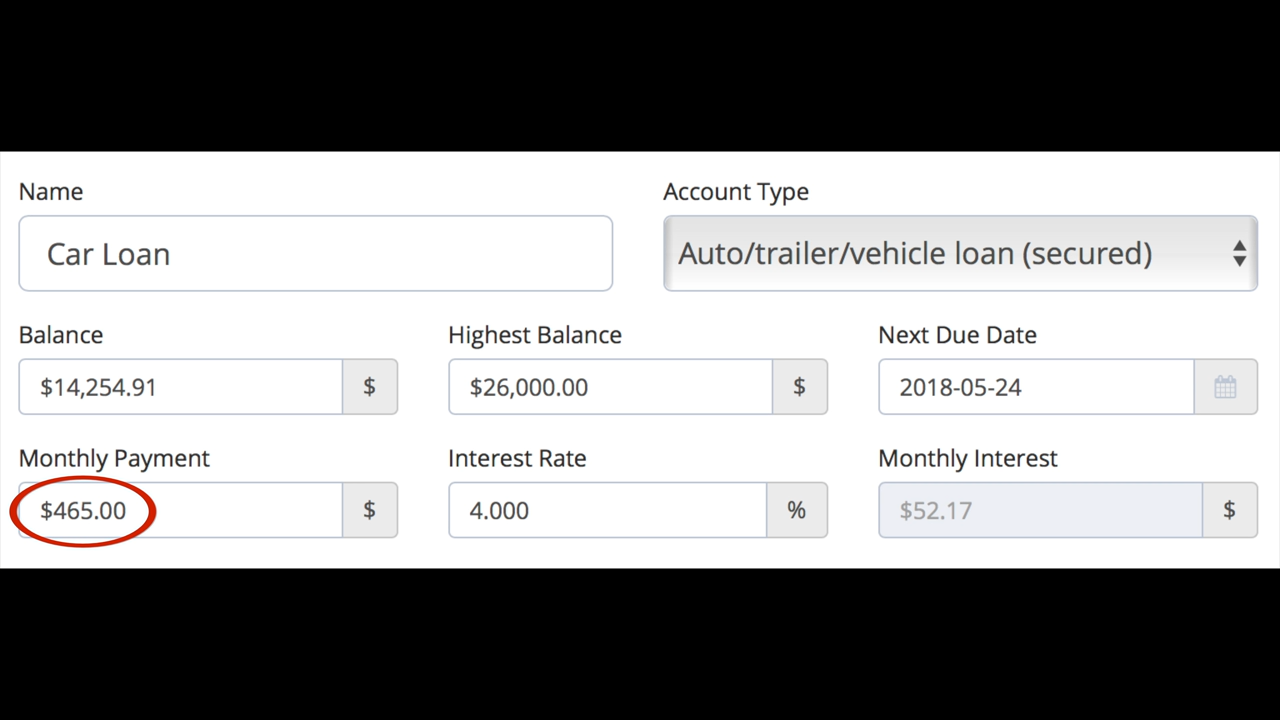 Name Account Type
Car Loan Auto/trailer/vehicle loan (secured)
Balance Highest Balance Next Due Date
$14,254.91 $ $26,000.00 $ 2018-05-24
Monthly Payment Interest Rate Monthly Interest
$465.00 $ 4.000 % $52.17 $